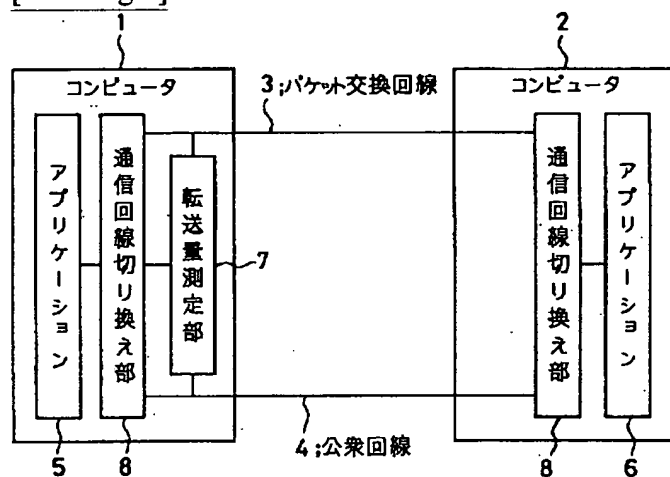 1
2
コンピュータ
3;パケット交換回線
コンピュータ
アプリケーション
通信回線切り換え部
転送量測定部
7
通信回線切り換え部
アプリケーション
5
8
4;公衆回線
8
6